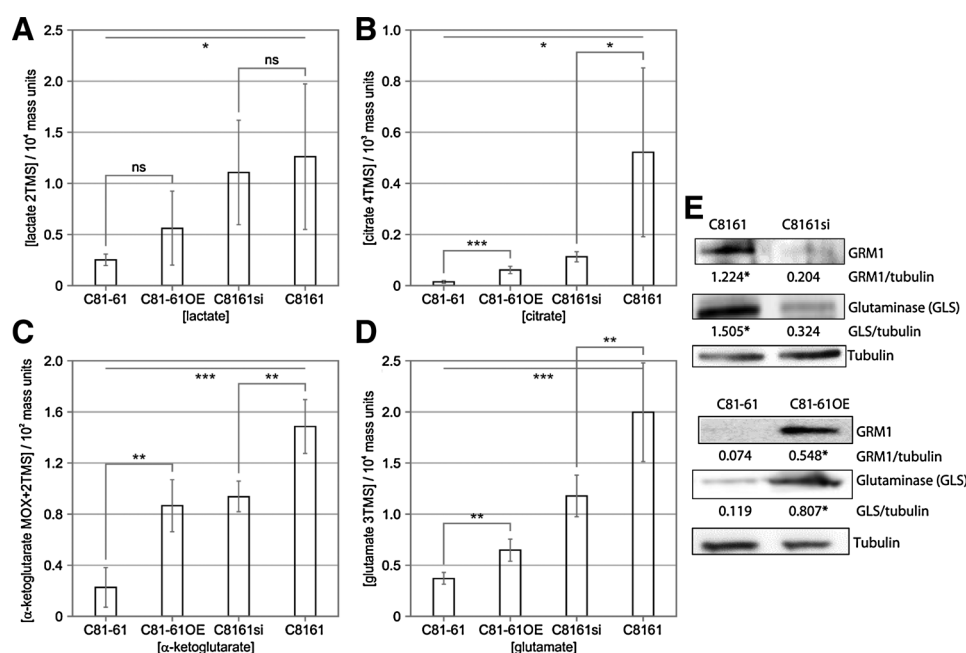 A
[lactate 2TMS] / 10⁴ mass units
2.5
2.0
1.5
1.0
0.5
0
*
ns
ns
C81-61 C81-61OE C8161si C8161
[lactate]
B
[citrate 4TMS] / 10³ mass units
1.0
0.8
0.6
0.4
0.2
0
* *
***
C81-61 C81-61OE C8161si C8161
[citrate]
C
[α-ketoglutarate MOX+2TMS] / 10² mass units
2.0
1.6
1.2
0.8
0.4
0
*** **
**
C81-61 C81-61OE C8161si C8161
[α-ketoglutarate]
D
[glutamate 3TMS] / 10⁴ mass units
2.5
2.0
1.5
1.0
0.5
0
**
***
**
C81-61 C81-61OE C8161si C8161
[glutamate]
E
C8161 C8161si
GRM1
1.224* 0.204 GRM1/tubulin
Glutaminase (GLS)
1.505* 0.324 GLS/tubulin
Tubulin
C81-61 C81-61OE
GRM1
0.074 0.548* GRM1/tubulin
Glutaminase (GLS)
0.119 0.807* GLS/tubulin
Tubulin